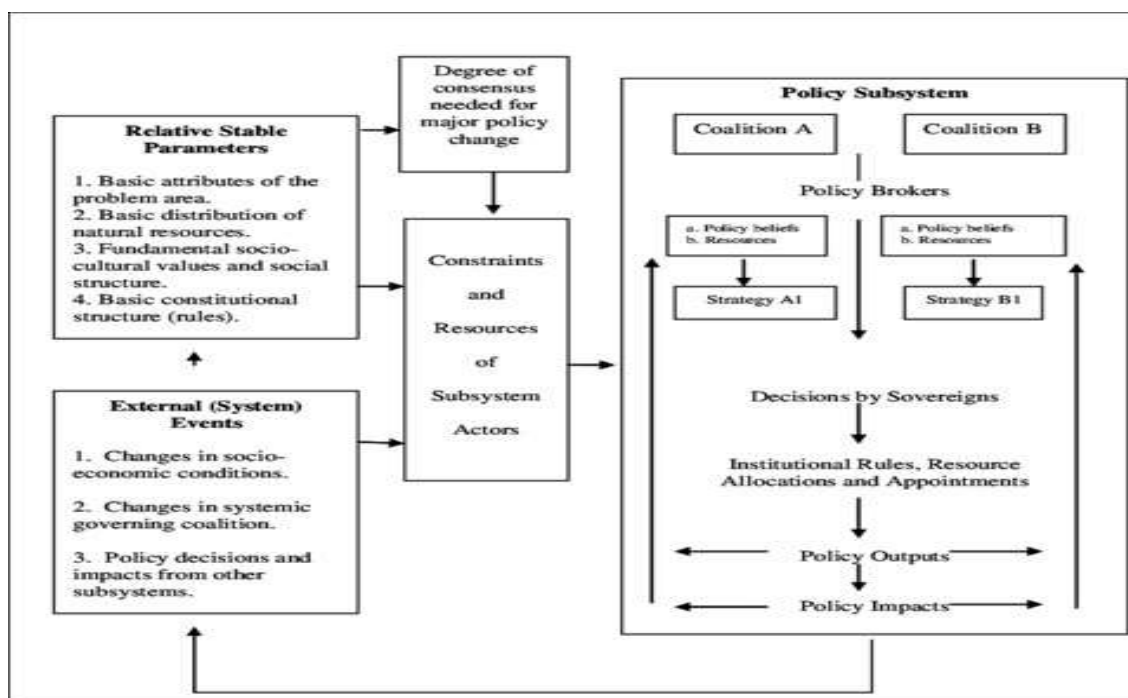 Degree of
consensus
needed for
major policy
change
Relative Stable
Parameters
1. Basic attributes of the
problem area.
2. Basic distribution of
natural resources.
3. Fundamental socio-
cultural values and social
structure.
4. Basic constitutional
structure (rules).
External (System)
Events
1. Changes in socio-
economic conditions.
2. Changes in systemic
governing coalition.
3. Policy decisions and
impacts from other
subsystems.
Constraints
and
Resources
of
Subsystem
Actors
Policy Subsystem
Coalition A
Coalition B
Policy Brokers
a. Policy beliefs
b. Resources
a. Policy beliefs
b. Resources
Strategy A1
Strategy B1
Decisions by Sovereigns
Institutional Rules, Resource
Allocations and Appointments
Policy Outputs
Policy Impacts